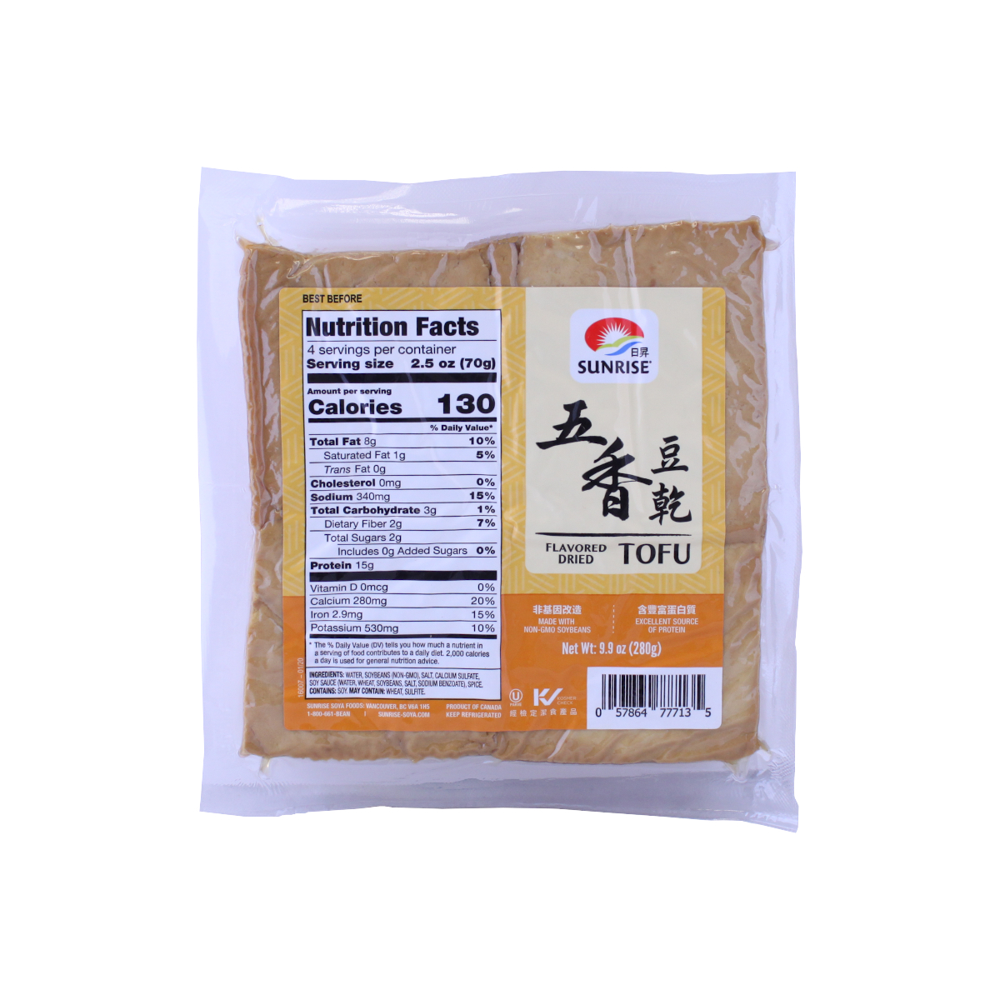 BEST BEFORE
Nutrition Facts
4 servings per container
Serving size 2.5 oz (70g)
Amount per serving
Calories 130
% Daily Value*
Total Fat 8g 10%
Saturated Fat 1g 5%
Trans Fat 0g
Cholesterol 0mg 0%
Sodium 340mg 15%
Total Carbohydrate 3g 1%
Dietary Fiber 2g 7%
Total Sugars 2g
Includes 0g Added Sugars 0%
Protein 15g
Vitamin D 0mcg 0%
Calcium 280mg 20%
Iron 2.9mg 15%
Potassium 530mg 10%
* The % Daily Value (DV) tells you how much a nutrient in
a serving of food contributes to a daily diet. 2,000 calories
a day is used for general nutrition advice.
INGREDIENTS: WATER, SOYBEANS (NON-GMO), SALT, CALCIUM SULFATE,
SOY SAUCE (WATER, WHEAT, SOYBEANS, SALT, SODIUM BENZOATE), SPICE.
CONTAINS: SOY. MAY CONTAIN: WHEAT, SULFITE.
16007 – 01/20
SUNRISE SOYA FOODS: VANCOUVER, BC V6A 1H5
1-800-661-BEAN | SUNRISE-SOYA.COM
PRODUCT OF CANADA
KEEP REFRIGERATED
日昇
SUNRISE®
五香
豆乾
FLAVORED
DRIED
TOFU
非基因改造
MADE WITH
NON-GMO SOYBEANS
含豐富蛋白質
EXCELLENT SOURCE
OF PROTEIN
Net Wt: 9.9 oz (280g)
U
PAREVE
KV
KOSHER
CHECK
經檢定潔食產品
0 57864 77713 5